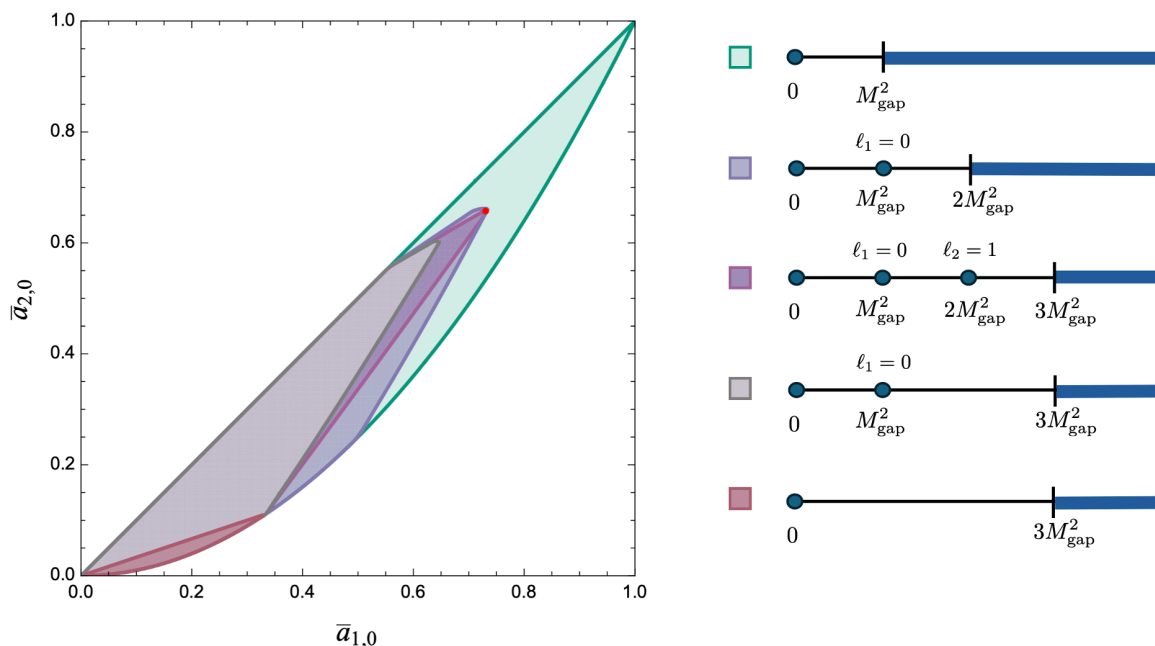 1.0
0.8
0.6
0.4
0.2
0.0
0.0 0.2 0.4 0.6 0.8 1.0
a̅₂,₀
a̅₁,₀
0 M²gap
ℓ₁ = 0
0 M²gap 2M²gap
ℓ₁ = 0 ℓ₂ = 1
0 M²gap 2M²gap 3M²gap
ℓ₁ = 0
0 M²gap 3M²gap
0 3M²gap